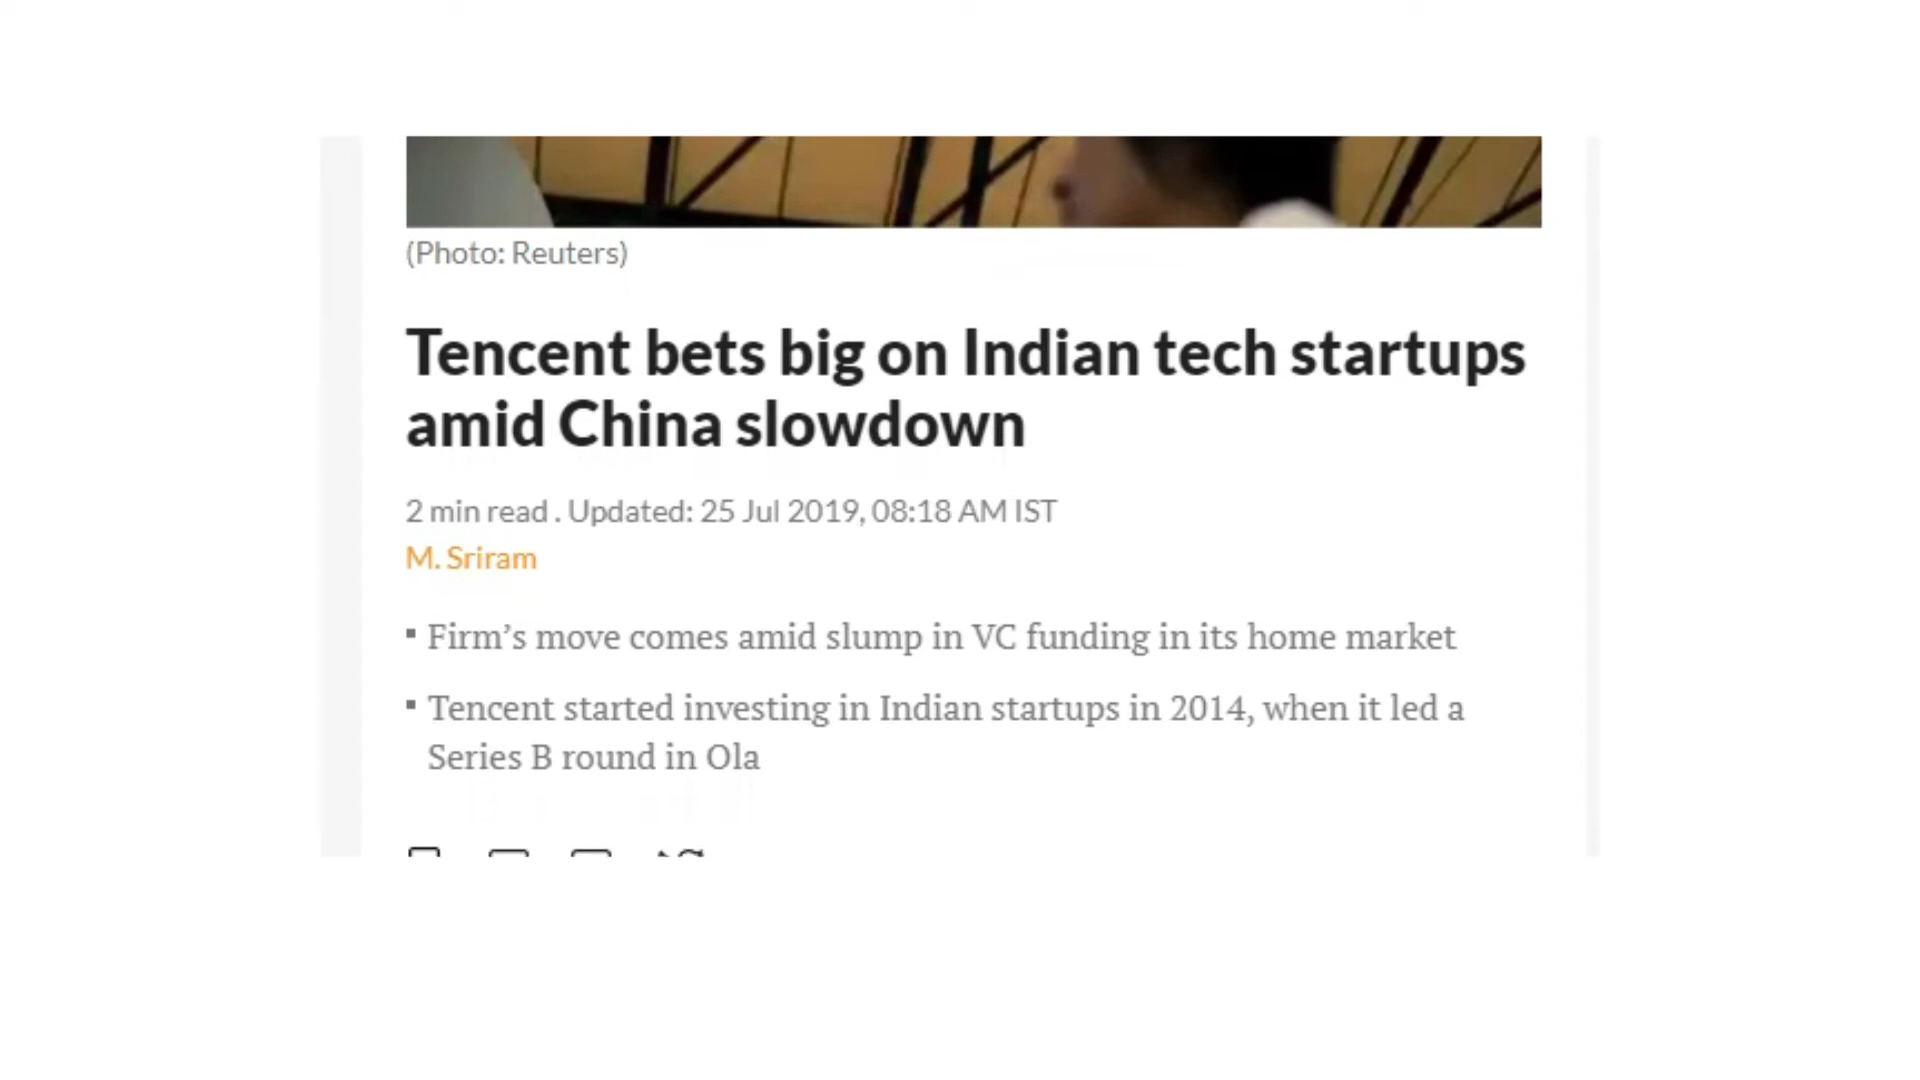 (Photo: Reuters)
Tencent bets big on Indian tech startups
amid China slowdown
2 min read . Updated: 25 Jul 2019, 08:18 AM IST
M. Sriram
▪ Firm’s move comes amid slump in VC funding in its home market
▪ Tencent started investing in Indian startups in 2014, when it led a
Series B round in Ola